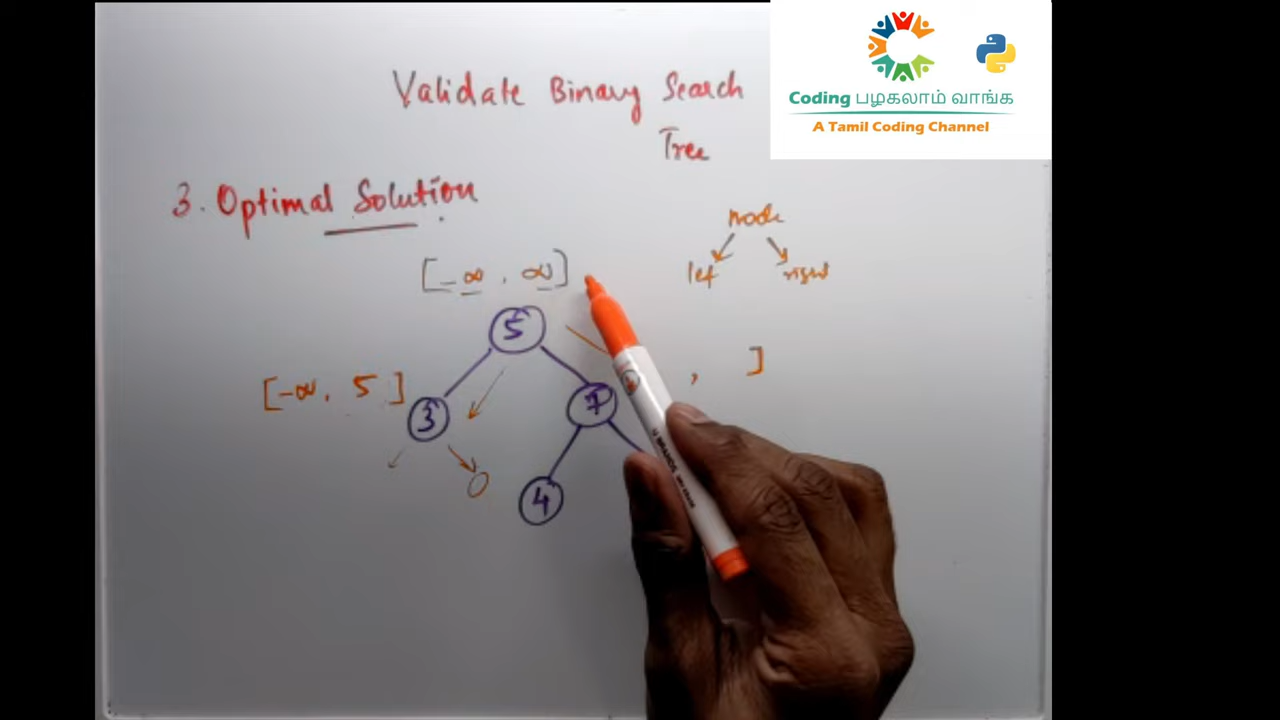 Coding பழகலாம் வாங்க
A Tamil Coding Channel
Validate Binary Search
Tree
3. Optimal Solution
Node
lef right
[-∞, ∞]
5
[-∞, 5] , ]
3 7
4